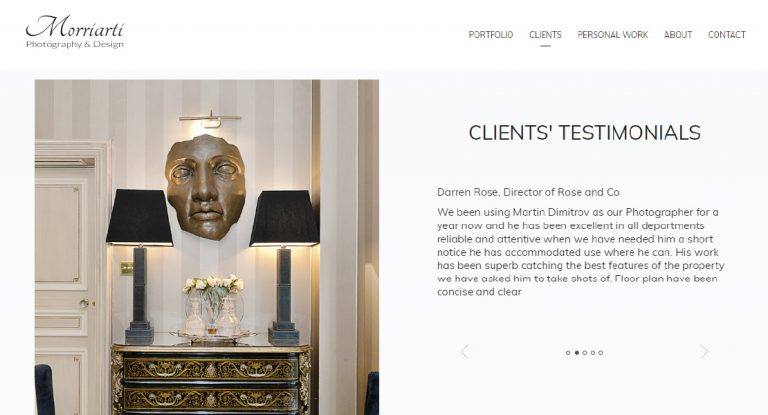 Morriarti
Photography & Design
PORTFOLIO CLIENTS PERSONAL WORK ABOUT CONTACT
CLIENTS' TESTIMONIALS
Darren Rose, Director of Rose and Co
We been using Martin Dimitrov as our Photographer for a
year now and he has been excellent in all departments
reliable and attentive when we have needed him a short
notice he has accommodated use where he can. His work
has been superb catching the best features of the property
we have asked him to take shots of. Floor plan have been
concise and clear